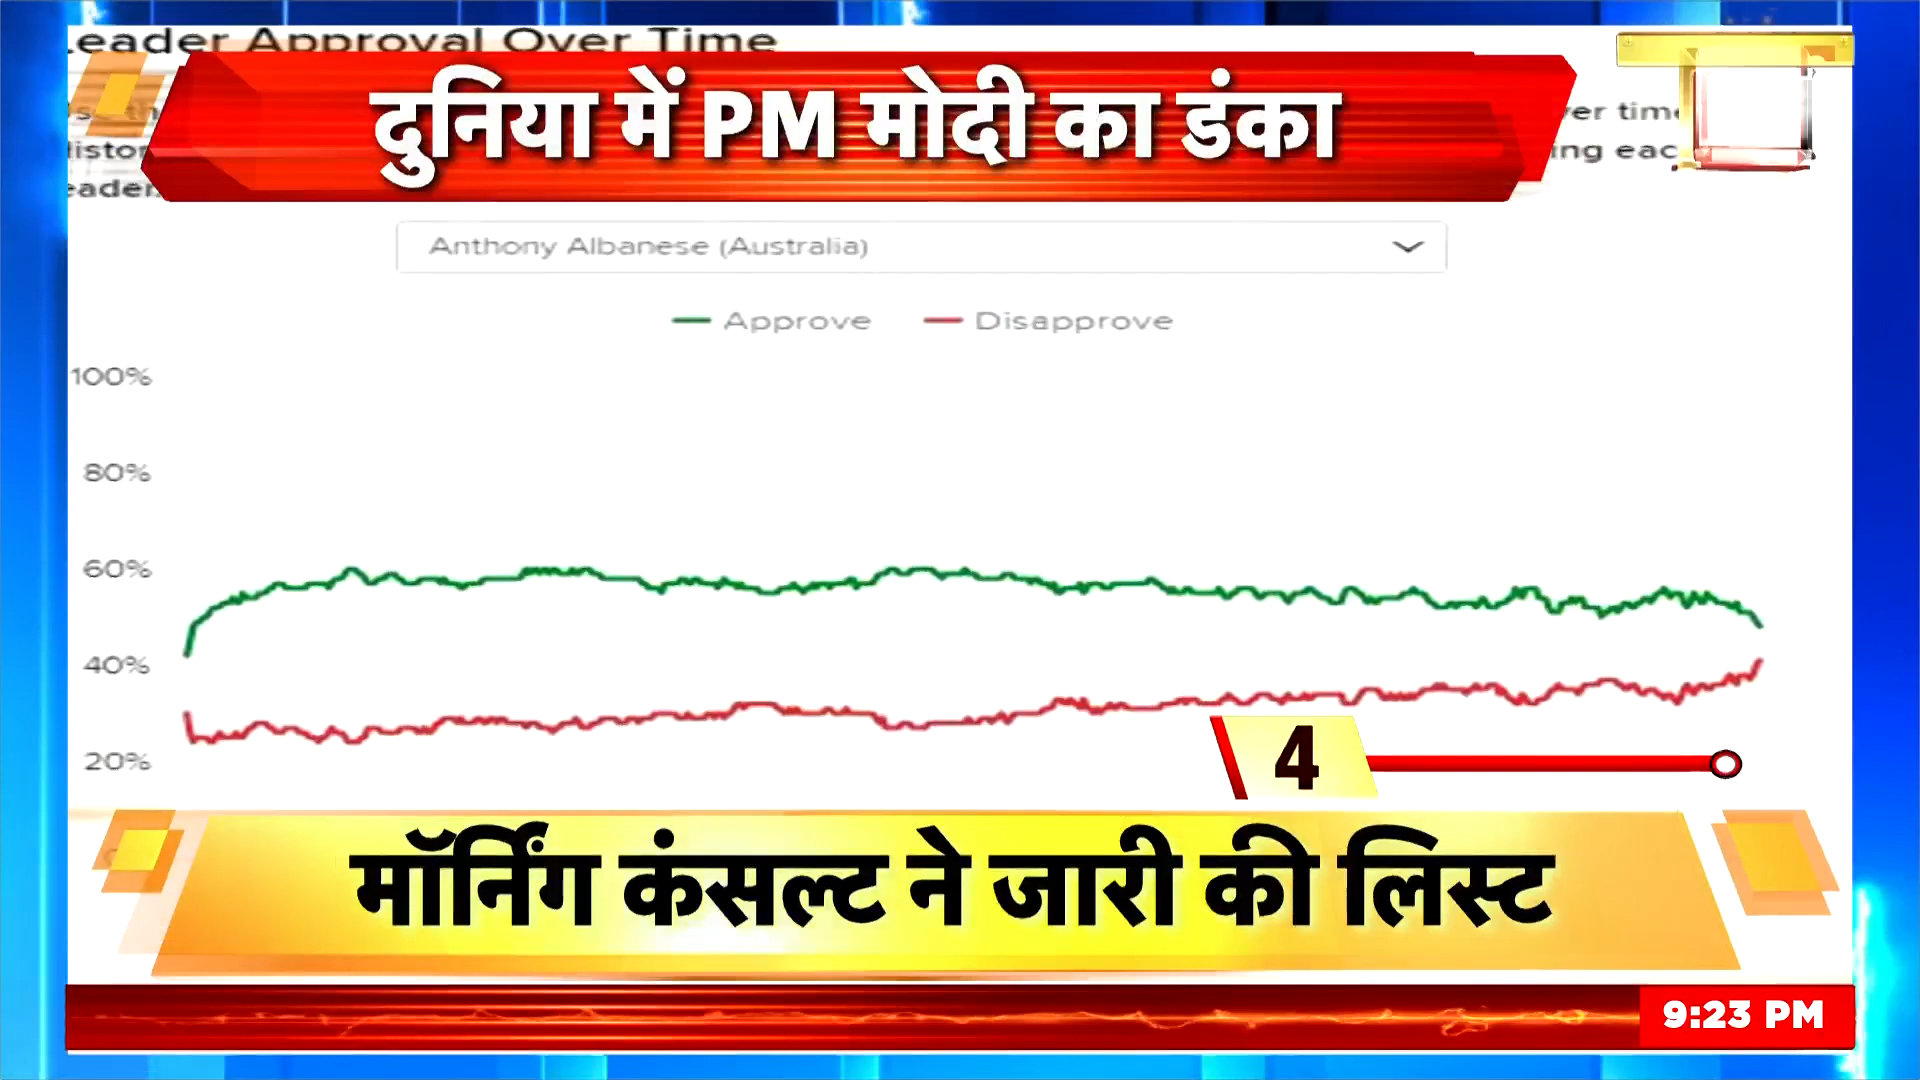 Leader Approval Over Time
दुनिया में PM मोदी का डंका
Anthony Albanese (Australia)
Approve Disapprove
100%
80%
60%
40%
20%
4
मॉर्निंग कंसल्ट ने जारी की लिस्ट
9:23 PM